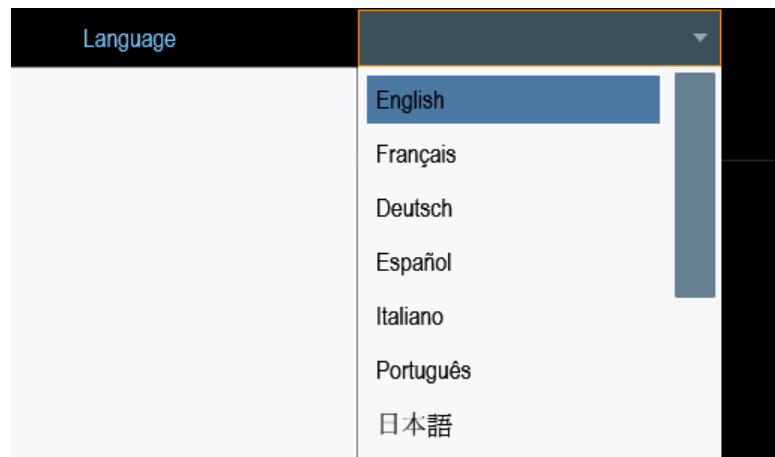 Language
English
Français
Deutsch
Español
Italiano
Português
日本語